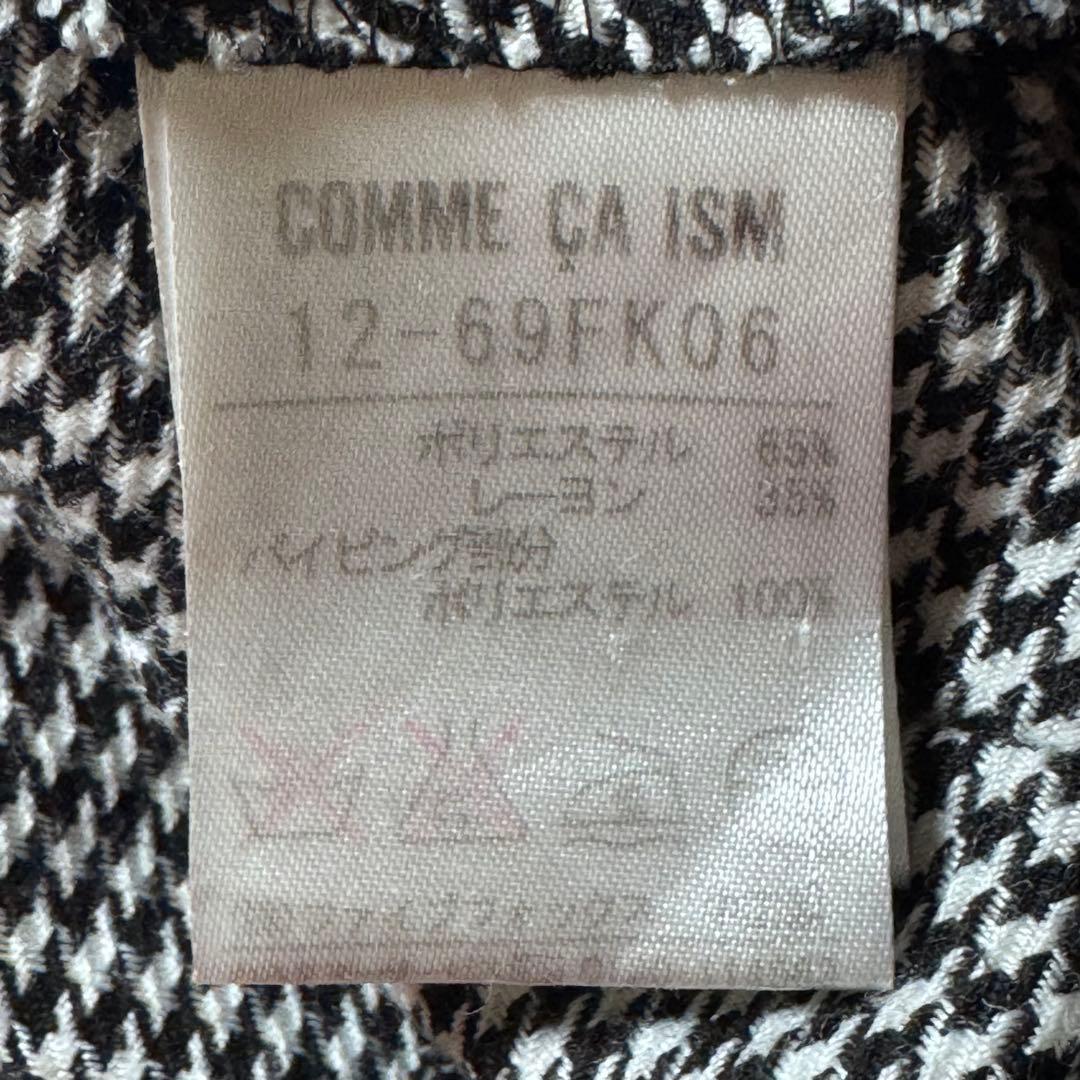 COMME ÇA ISM
12-69FK06
ポリエステル 65%
レーヨン 35%
パイピング部分
ポリエステル 100%